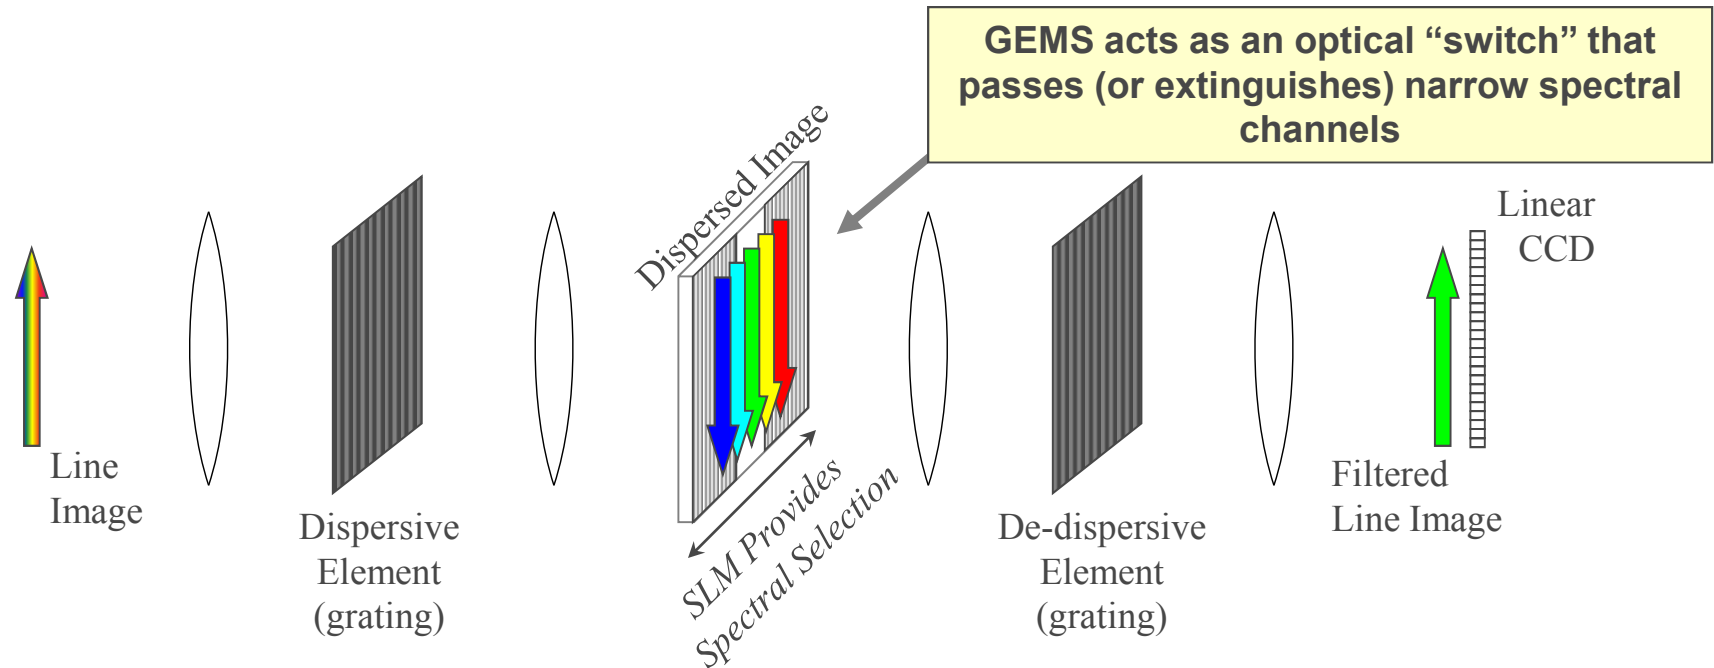 GEMS acts as an optical “switch” that
passes (or extinguishes) narrow spectral
channels
Dispersed Image
Linear
CCD
Line
Image
Dispersive
Element
(grating)
SLM Provides
Spectral Selection
De-dispersive
Element
(grating)
Filtered
Line Image